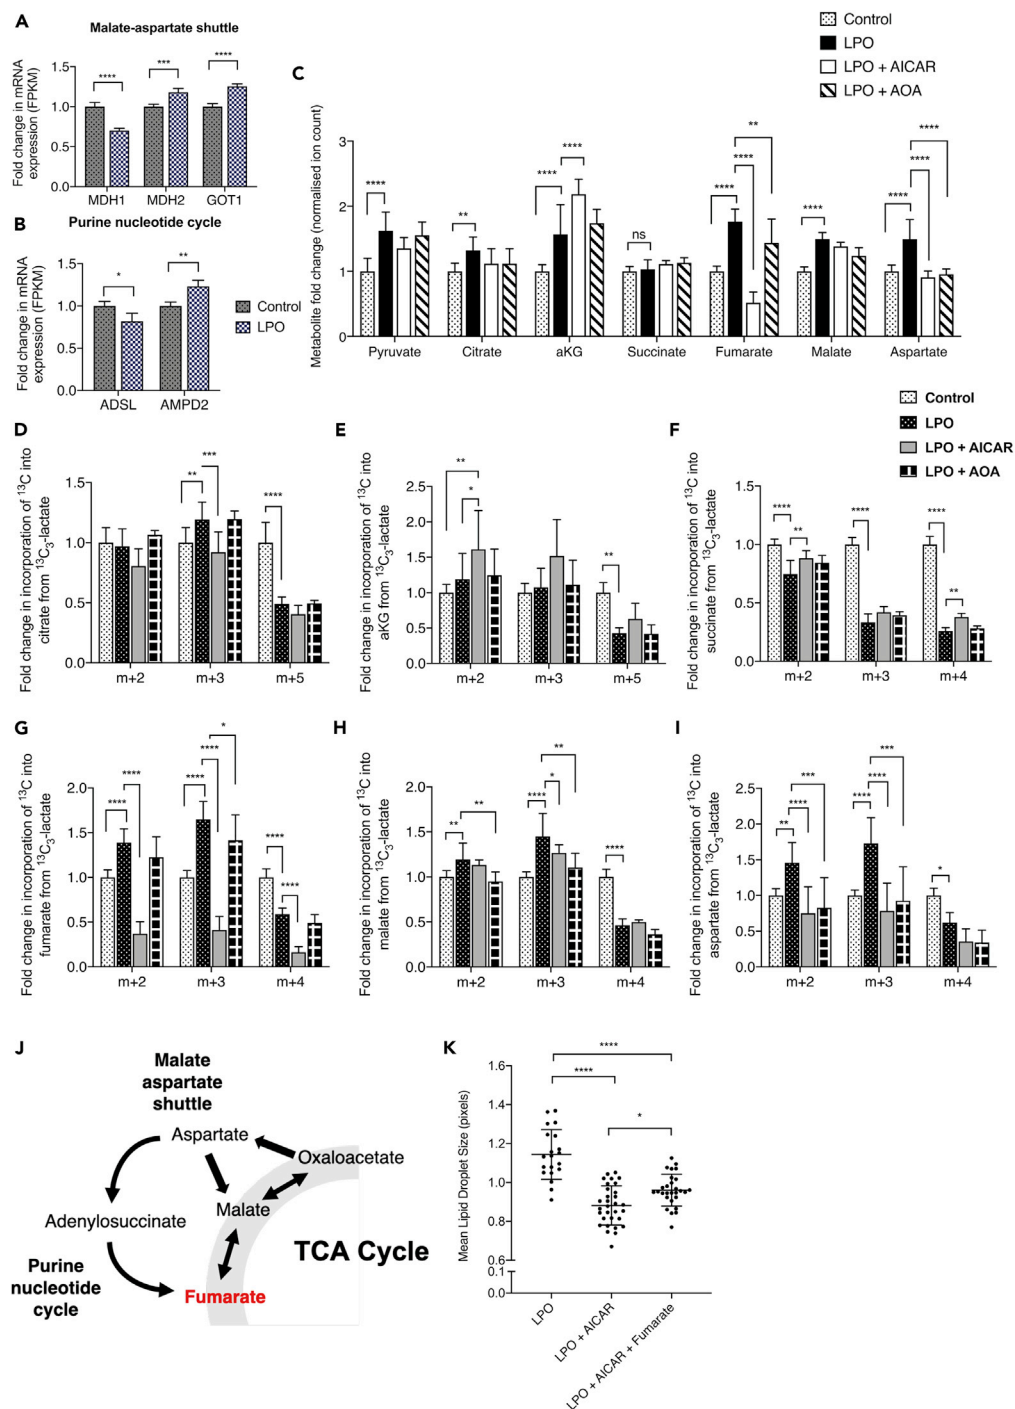 A
Malate-aspartate shuttle
Fold change in mRNA
expression (FPKM)
1.5
1.0
0.5
0.0
****
***
****
MDH1 MDH2 GOT1
B
Purine nucleotide cycle
Fold change in mRNA
expression (FPKM)
1.5
1.0
0.5
0.0
*
**
ADSL AMPD2
Control
LPO
C
Control
LPO
LPO + AICAR
LPO + AOA
Metabolite fold change (normalised ion count)
3
2
1
0
****
**
****
****
ns
****
****
**
****
****
****
****
Pyruvate Citrate aKG Succinate Fumarate Malate Aspartate
Control
LPO
LPO + AICAR
LPO + AOA
D
Fold change in incorporation of 13C into
citrate from 13C3-lactate
1.5
1.0
0.5
0.0
**
***
****
m+2 m+3 m+5
E
Fold change in incorporation of 13C into
aKG from 13C3-lactate
2.5
2.0
1.5
1.0
0.5
0.0
**
*
**
m+2 m+3 m+5
F
Fold change in incorporation of 13C into
succinate from 13C3-lactate
1.5
1.0
0.5
0.0
****
**
****
****
**
m+2 m+3 m+4
G
Fold change in incorporation of 13C into
fumarate from 13C3-lactate
2.0
1.5
1.0
0.5
0.0
****
****
****
****
*
****
****
m+2 m+3 m+4
H
Fold change in incorporation of 13C into
malate from 13C3-lactate
2.0
1.5
1.0
0.5
0.0
**
**
****
*
**
****
m+2 m+3 m+4
I
Fold change in incorporation of 13C into
aspartate from 13C3-lactate
2.5
2.0
1.5
1.0
0.5
0.0
**
****
***
****
****
***
*
m+2 m+3 m+4
J
Malate
aspartate
shuttle
Aspartate
Oxaloacetate
Malate
Adenylosuccinate
TCA Cycle
Purine
nucleotide
cycle
Fumarate
K
Mean Lipid Droplet Size (pixels)
1.6
1.4
1.2
1.0
0.8
0.6
0.1
0.0
****
****
*
LPO
LPO + AICAR
LPO + AICAR + Fumarate